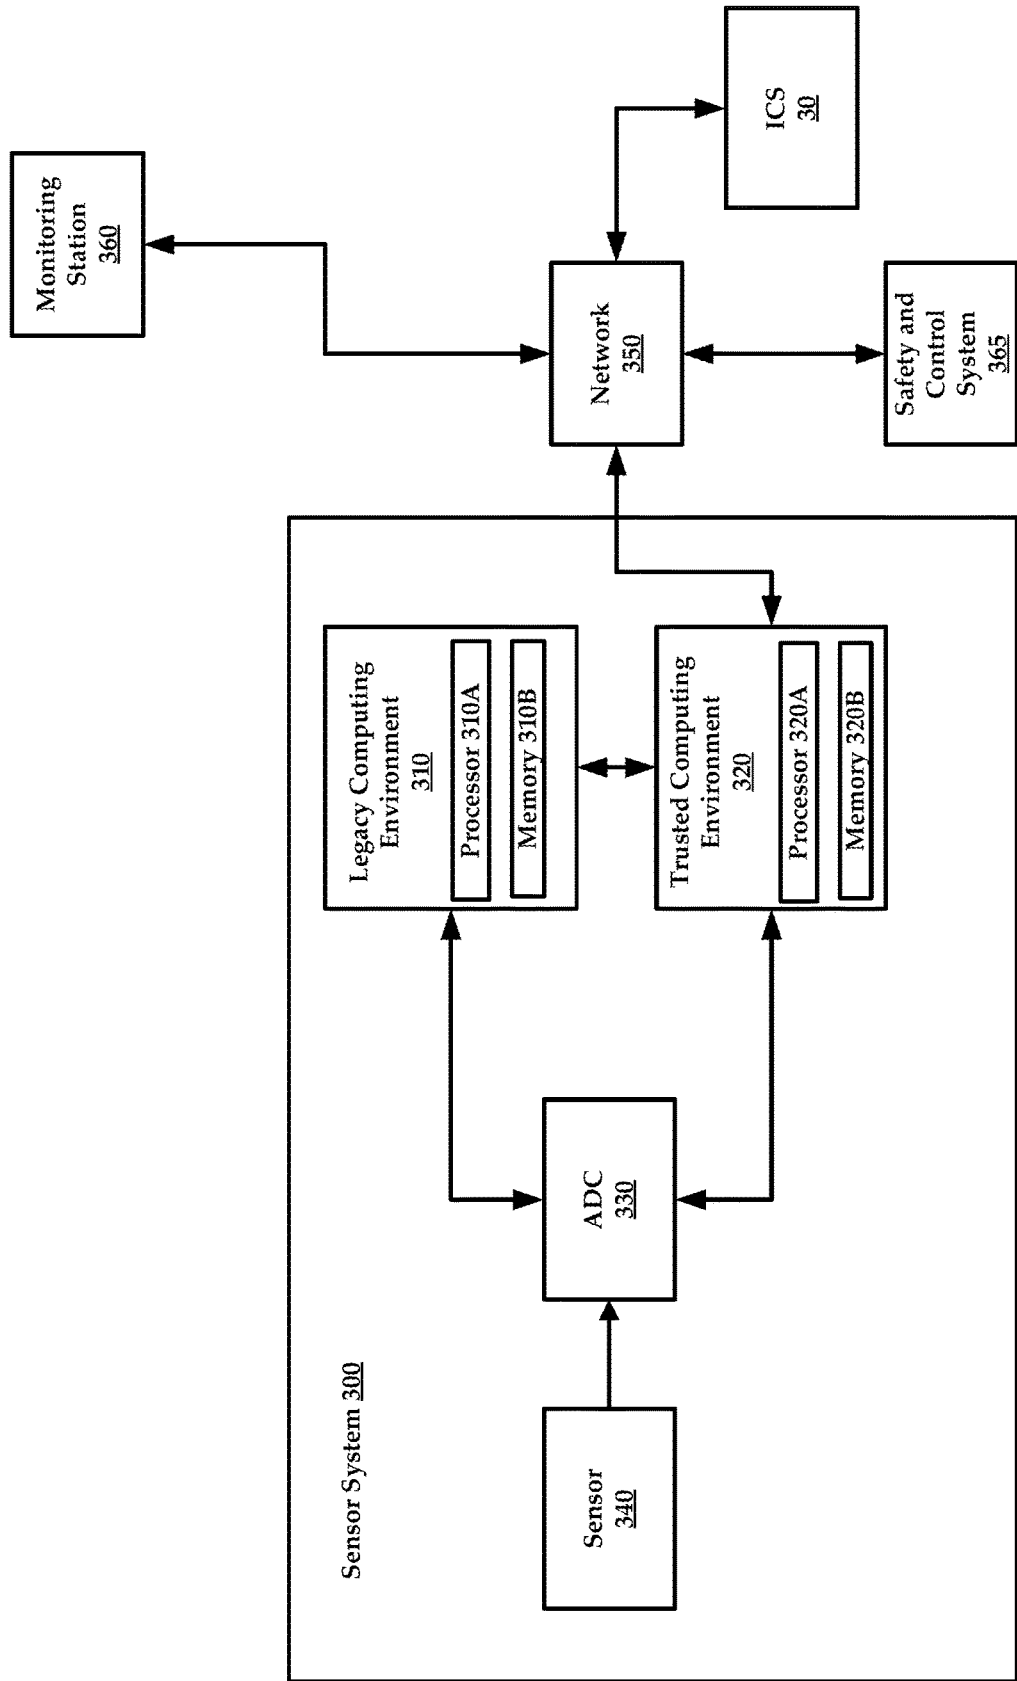 Sensor System 300
Sensor
340
ADC
330
Legacy Computing
Environment
310
Processor 310A
Memory 310B
Trusted Computing
Environment
320
Processor 320A
Memory 320B
Network
350
Monitoring
Station
360
Safety and
Control
System
365
ICS
30